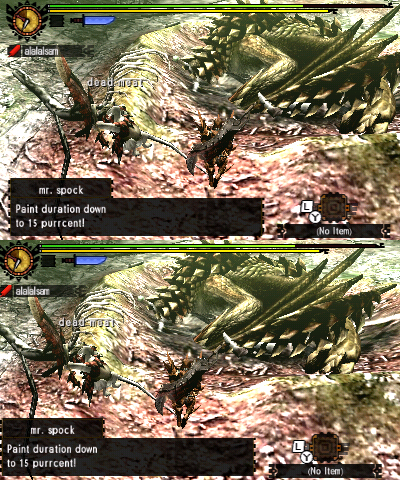 alalalsam
dead meat
mr. spock
Paint duration down
to 15 purrcent!
L
Y
(No Item)
alalalsam
dead meat
mr. spock
Paint duration down
to 15 purrcent!
L
Y
(No Item)